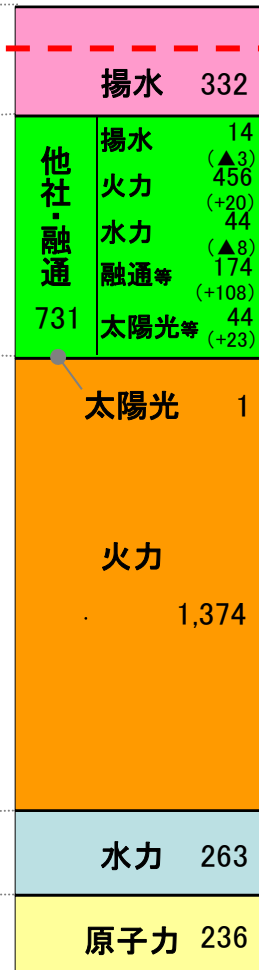 揚水 332
他社・融通
731
揚水 14
(▲3)
火力 456
(+20)
水力 44
(▲8)
融通等 174
(+108)
太陽光等 44
(+23)
太陽光 1
火力
1,374
水力 263
原子力 236